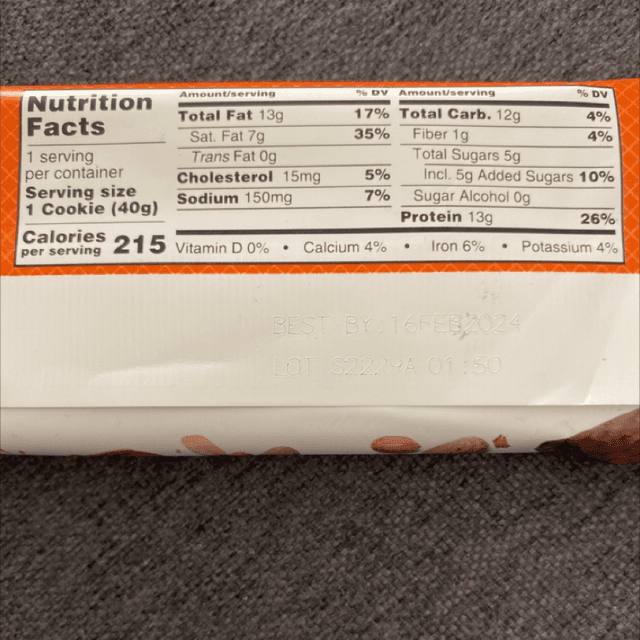 Nutrition
Facts
1 serving
per container
Serving size
1 Cookie (40g)
Calories
per serving 215
Amount/serving % DV
Total Fat 13g 17%
Sat. Fat 7g 35%
Trans Fat 0g
Cholesterol 15mg 5%
Sodium 150mg 7%
Amount/serving % DV
Total Carb. 12g 4%
Fiber 1g 4%
Total Sugars 5g
Incl. 5g Added Sugars 10%
Sugar Alcohol 0g
Protein 13g 26%
Vitamin D 0% • Calcium 4% • Iron 6% • Potassium 4%
BEST BY:16FEB2024
LOT 01:50